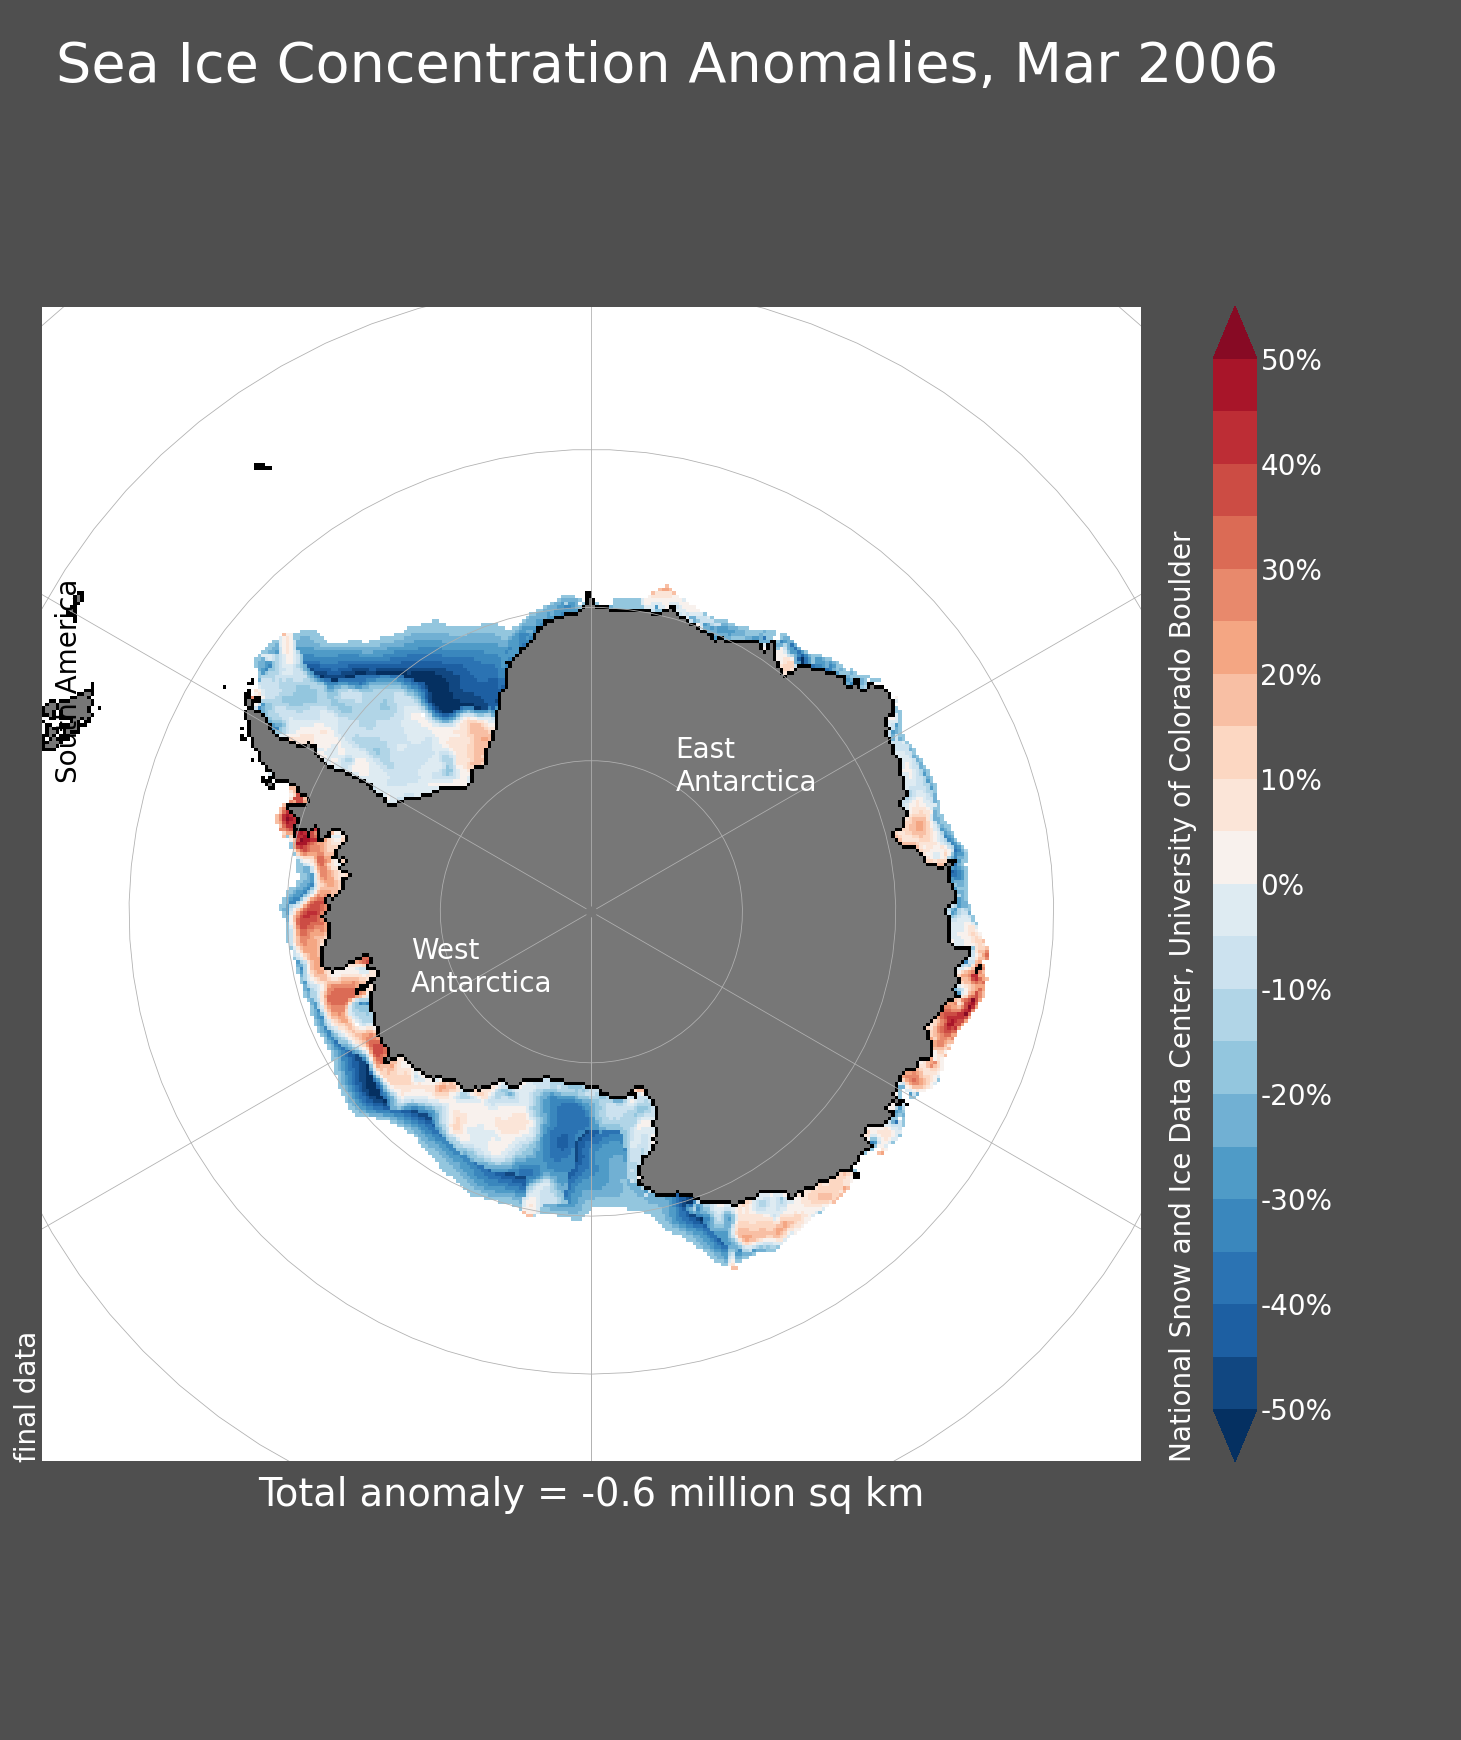 Sea Ice Concentration Anomalies, Mar 2006
South America
East
Antarctica
West
Antarctica
final data
National Snow and Ice Data Center, University of Colorado Boulder
50%
40%
30%
20%
10%
0%
-10%
-20%
-30%
-40%
-50%
Total anomaly = -0.6 million sq km